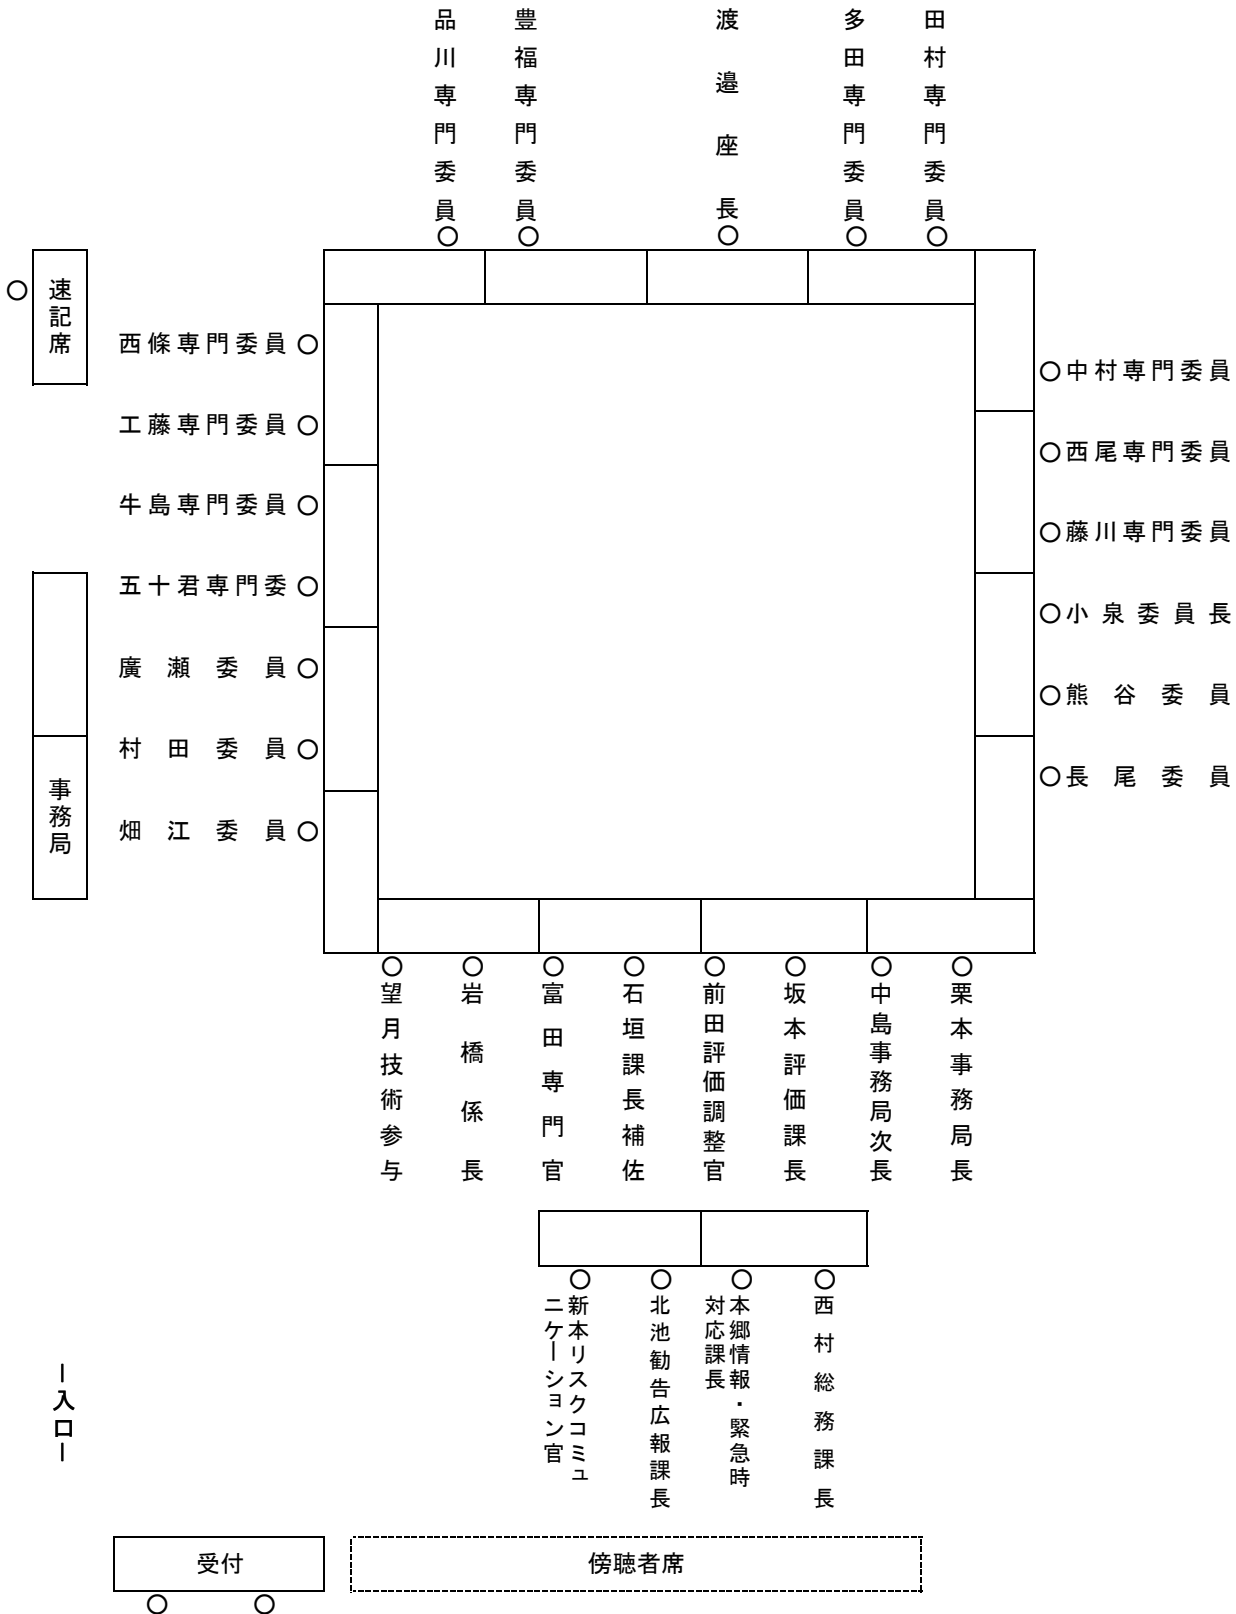 品川専門委員
豊福専門委員
渡邉座長
多田専門委員
田村専門委員
速記席
西條専門委員
工藤専門委員
牛島専門委員
五十君専門委
廣瀬委員
村田委員
畑江委員
事務局
中村専門委員
西尾専門委員
藤川専門委員
小泉委員長
熊谷委員
長尾委員
望月技術参与
岩橋係長
富田専門官
石垣課長補佐
前田評価調整官
坂本評価課長
中島事務局次長
栗本事務局長
新本リスクコミュ
ニケーション官
北池勧告広報課長
本郷情報・緊急時
対応課長
西村総務課長
ー入口ー
受付
傍聴者席